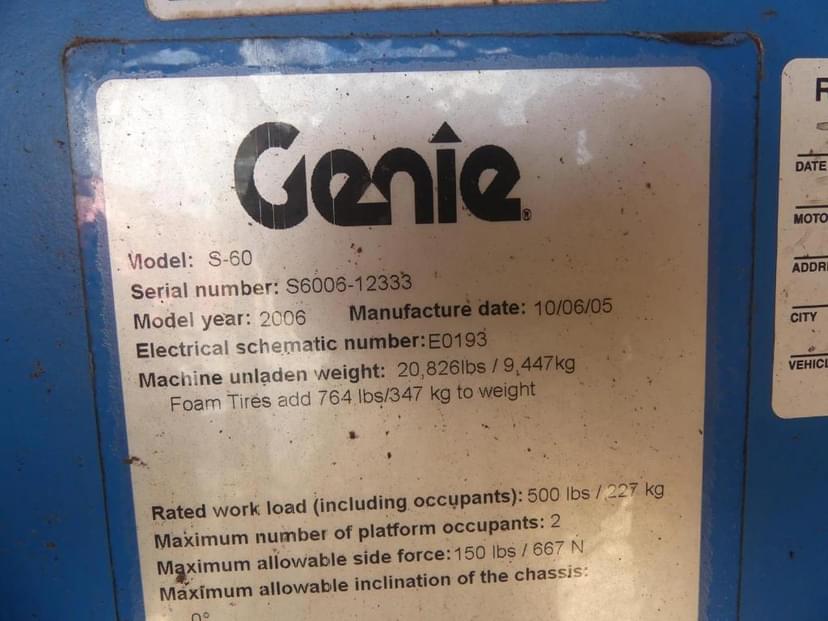 Genie®
Model: S-60
Serial number: S6006-12333
Model year: 2006 Manufacture date: 10/06/05
Electrical schematic number: E0193
Machine unladen weight: 20,826lbs / 9,447kg
Foam Tires add 764 lbs/347 kg to weight
Rated work load (including occupants): 500 lbs / 227 kg
Maximum number of platform occupants: 2
Maximum allowable side force: 150 lbs / 667 N
Maximum allowable inclination of the chassis:
0°
DATE
MOTO
ADDR
CITY
VEHICL